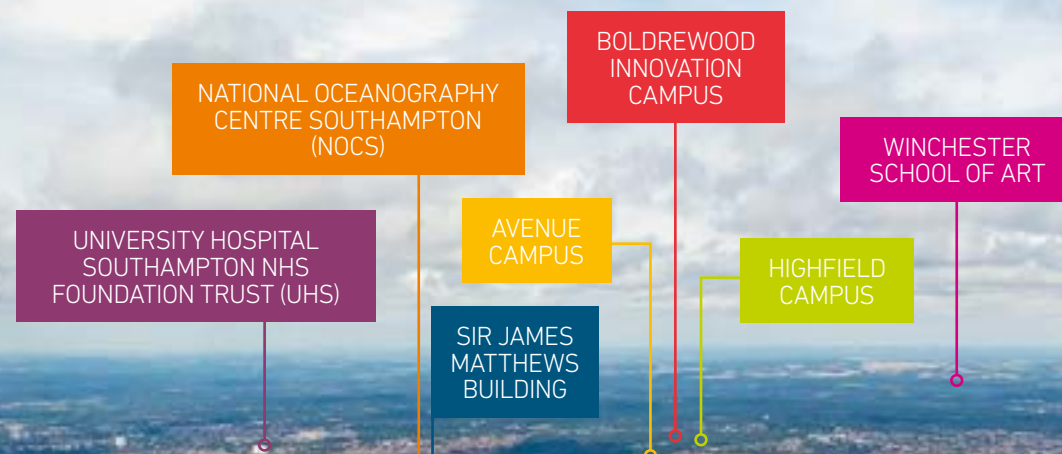 BOLDREWOOD
INNOVATION
CAMPUS
NATIONAL OCEANOGRAPHY
CENTRE SOUTHAMPTON
(NOCS)
WINCHESTER
SCHOOL OF ART
UNIVERSITY HOSPITAL
SOUTHAMPTON NHS
FOUNDATION TRUST (UHS)
AVENUE
CAMPUS
HIGHFIELD
CAMPUS
SIR JAMES
MATTHEWS
BUILDING